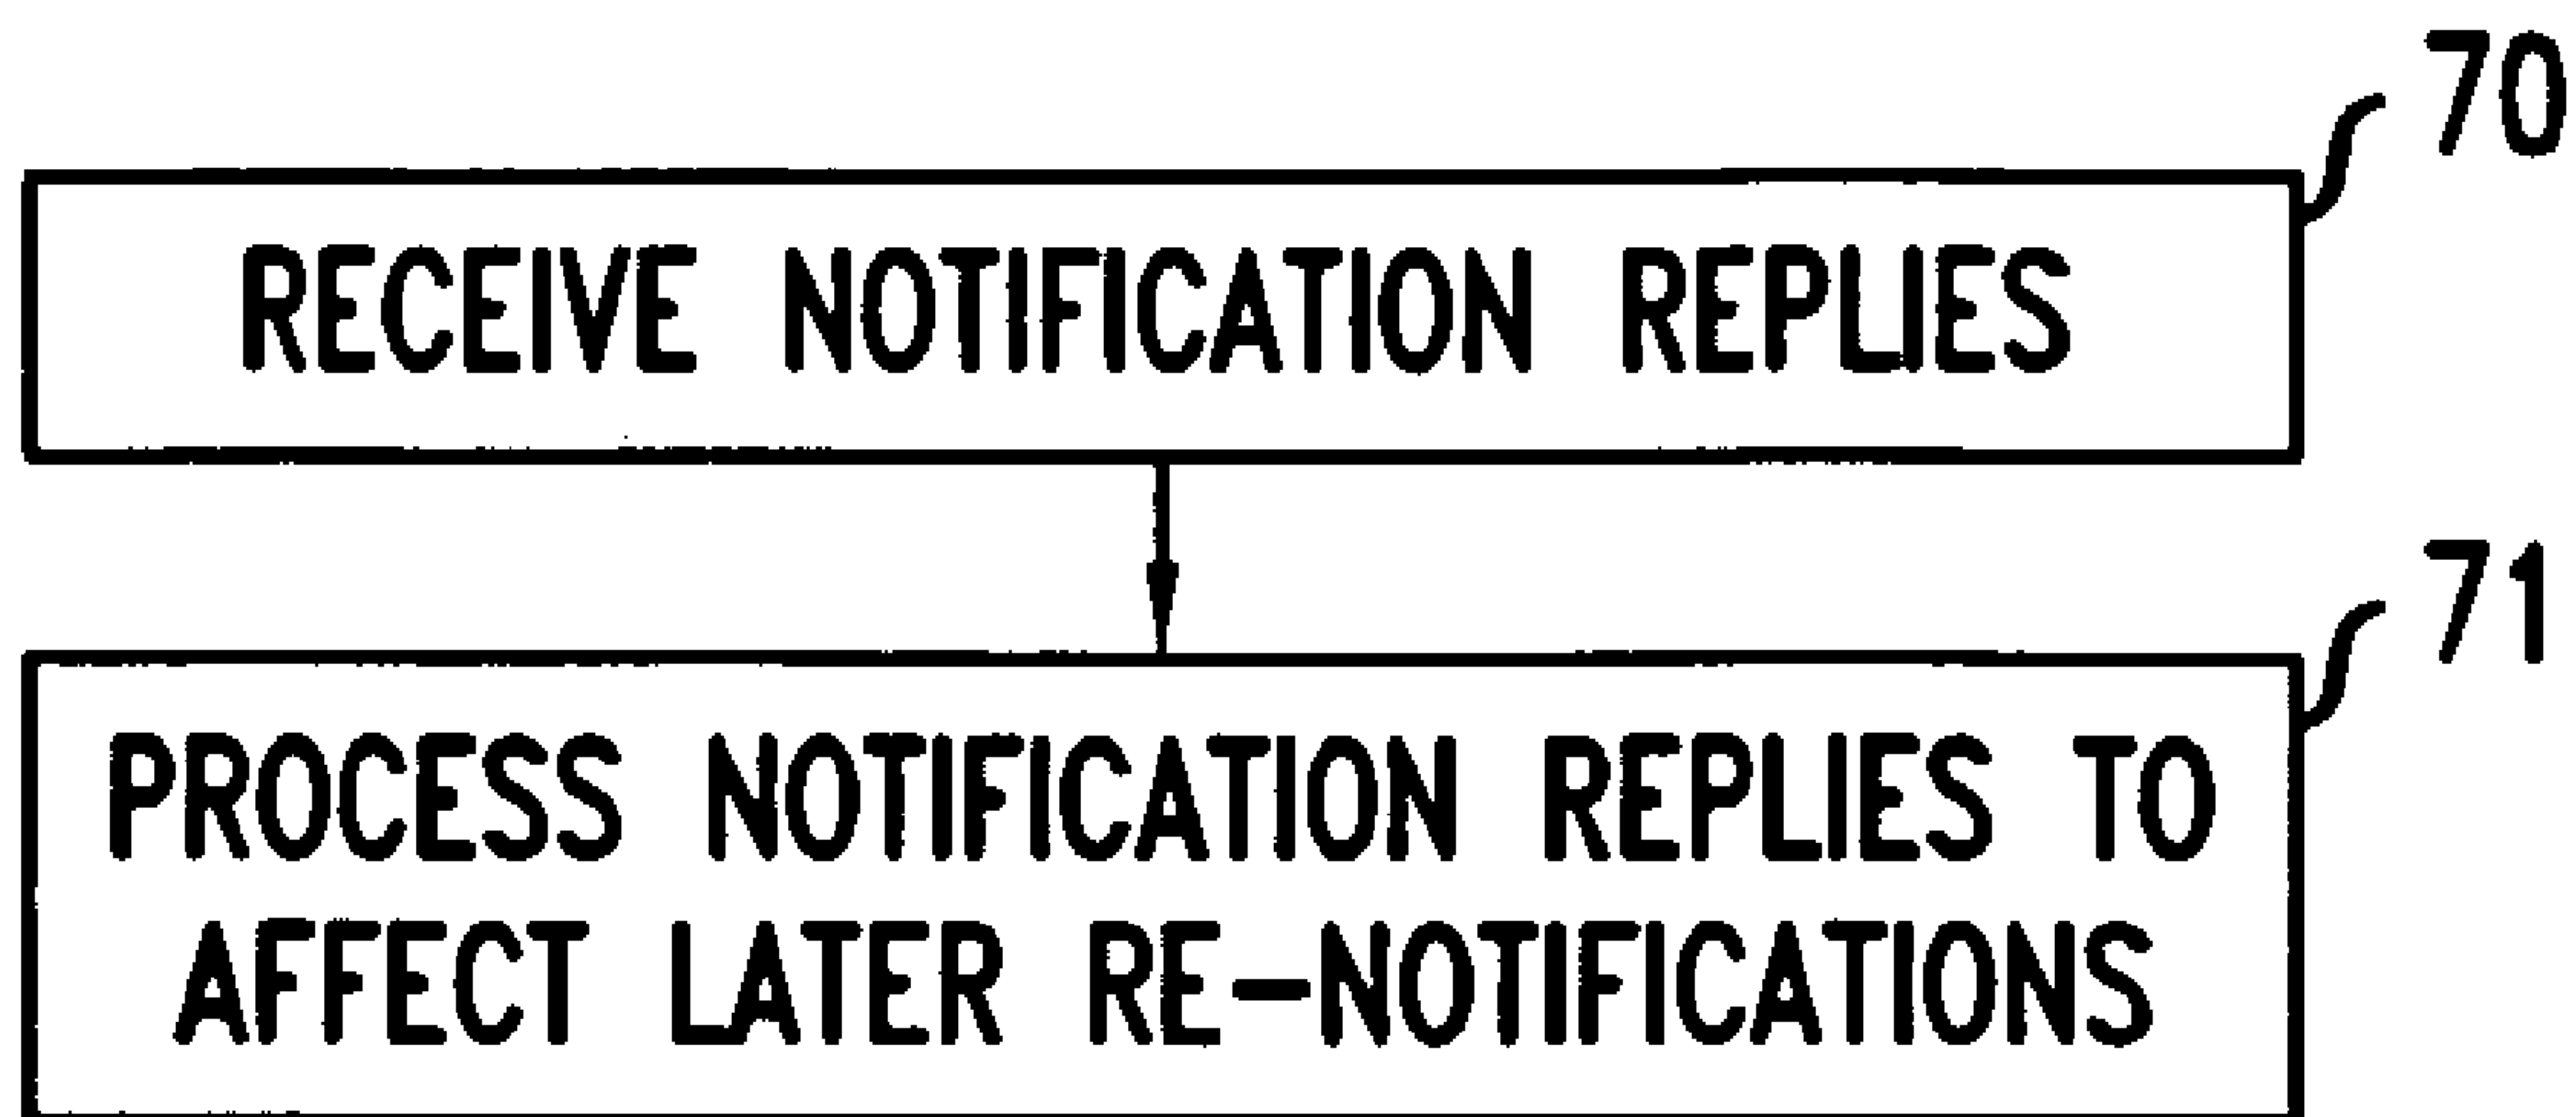 70
RECEIVE NOTIFICATION REPLIES
71
PROCESS NOTIFICATION REPLIES TO
AFFECT LATER RE-NOTIFICATIONS